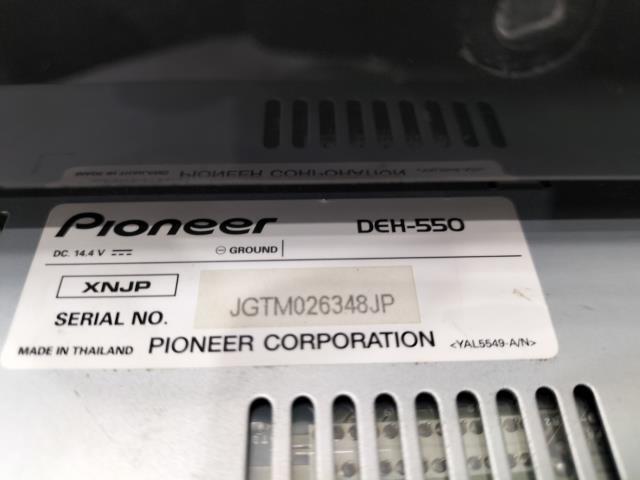 Pioneer DEH-550
DC. 14.4 V ⎓ ⊖ GROUND
XNJP
SERIAL NO. JGTM026348JP
MADE IN THAILAND PIONEER CORPORATION <YAL5549-A/N>